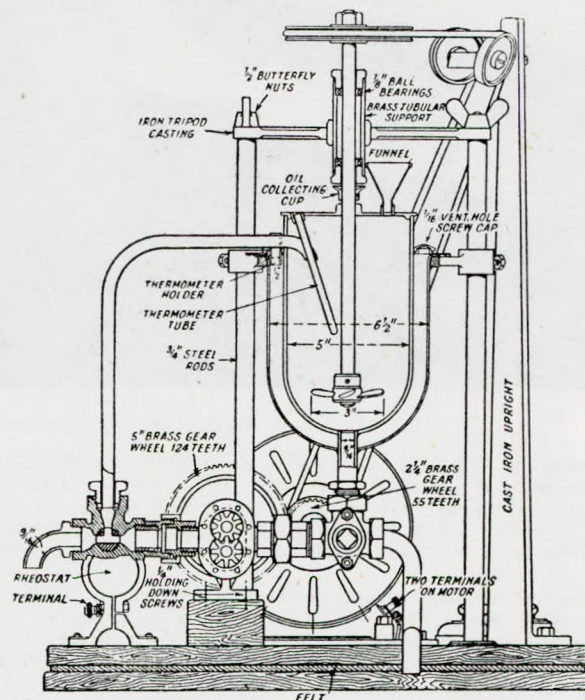 1/2" BUTTERFLY
NUTS
1/8" BALL
BEARINGS
IRON TRIPOD
CASTING
BRASS TUBULAR
SUPPORT
FUNNEL
OIL
COLLECTING
CUP
1/16" VENT. HOLE
SCREW CAP
THERMOMETER
HOLDER
THERMOMETER
TUBE
6 1/2"
5"
3/4" STEEL
RODS
3"
5" BRASS GEAR
WHEEL 124 TEETH
2 1/4" BRASS
GEAR
WHEEL
55 TEETH
CAST IRON UPRIGHT
9/16"
RHEOSTAT
TERMINAL
1/4"
HOLDING
DOWN
SCREWS
TWO TERMINALS
ON MOTOR
FELT